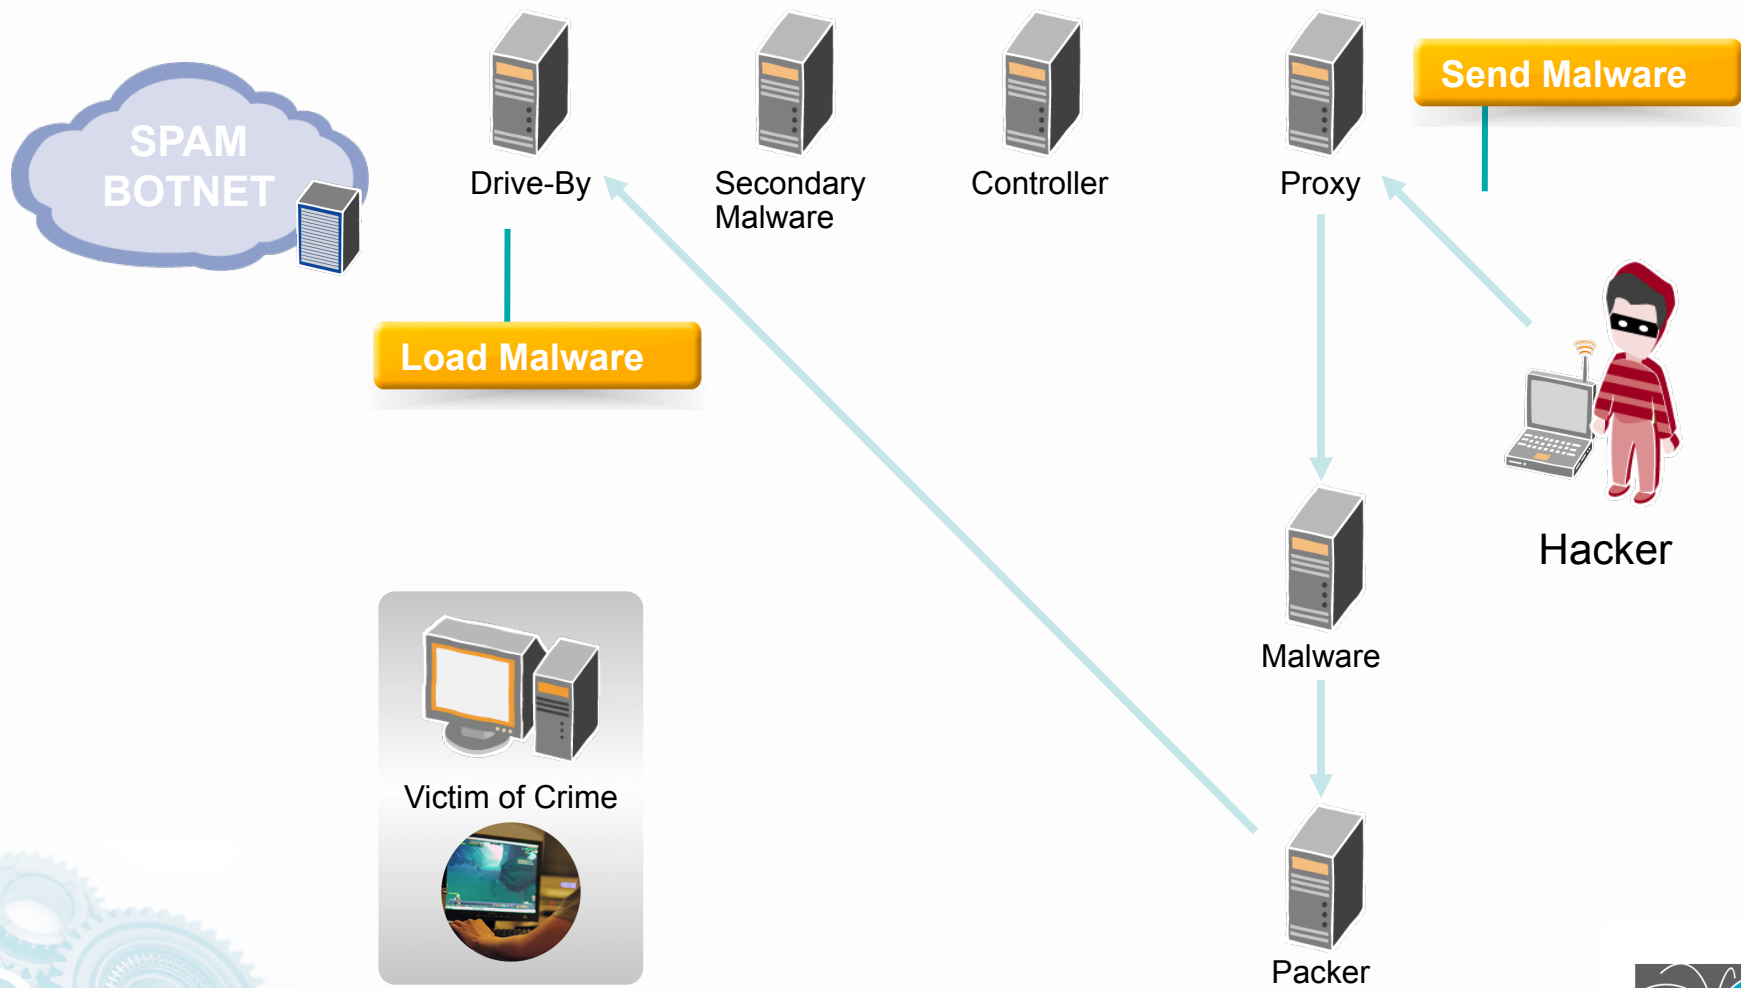 SPAM
BOTNET
Drive-By
Secondary
Malware
Controller
Proxy
Send Malware
Load Malware
Hacker
Malware
Victim of Crime
Packer